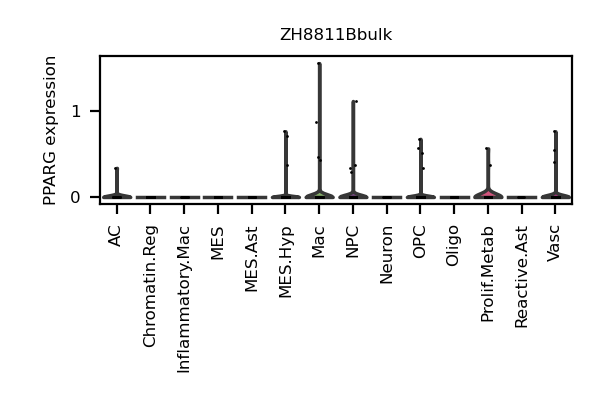 ZH8811Bbulk
PPARG expression
1
0
AC
Chromatin.Reg
Inflammatory.Mac
MES
MES.Ast
MES.Hyp
Mac
NPC
Neuron
OPC
Oligo
Prolif.Metab
Reactive.Ast
Vasc